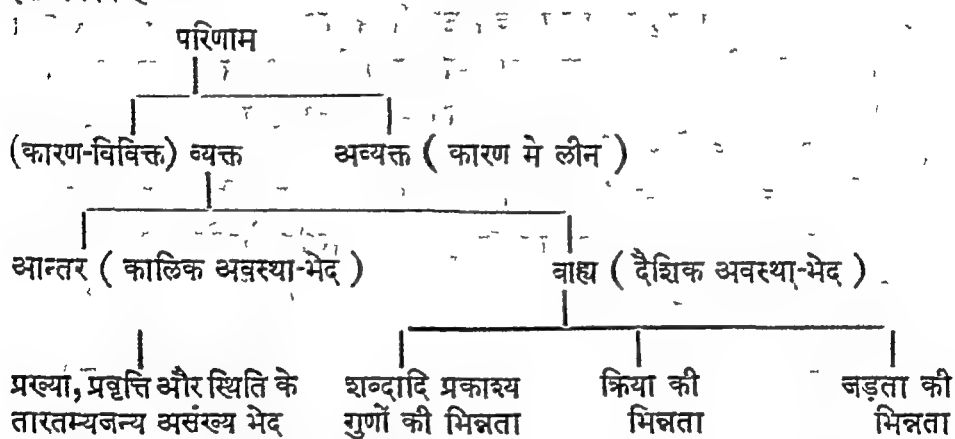 परिणाम
(कारण-विविक्त) व्यक्त अव्यक्त ( कारण मे लीन )
आन्तर ( कालिक अवस्था-भेद ) वाह्य ( दैशिक अवस्था-भेद )
प्रख्या, प्रवृत्ति और स्थिति के शब्दादि प्रकाश्य क्रिया की जड़ता की
तारतम्यजन्य असंख्य भेद गुणों की भिन्नता भिन्नता भिन्नता